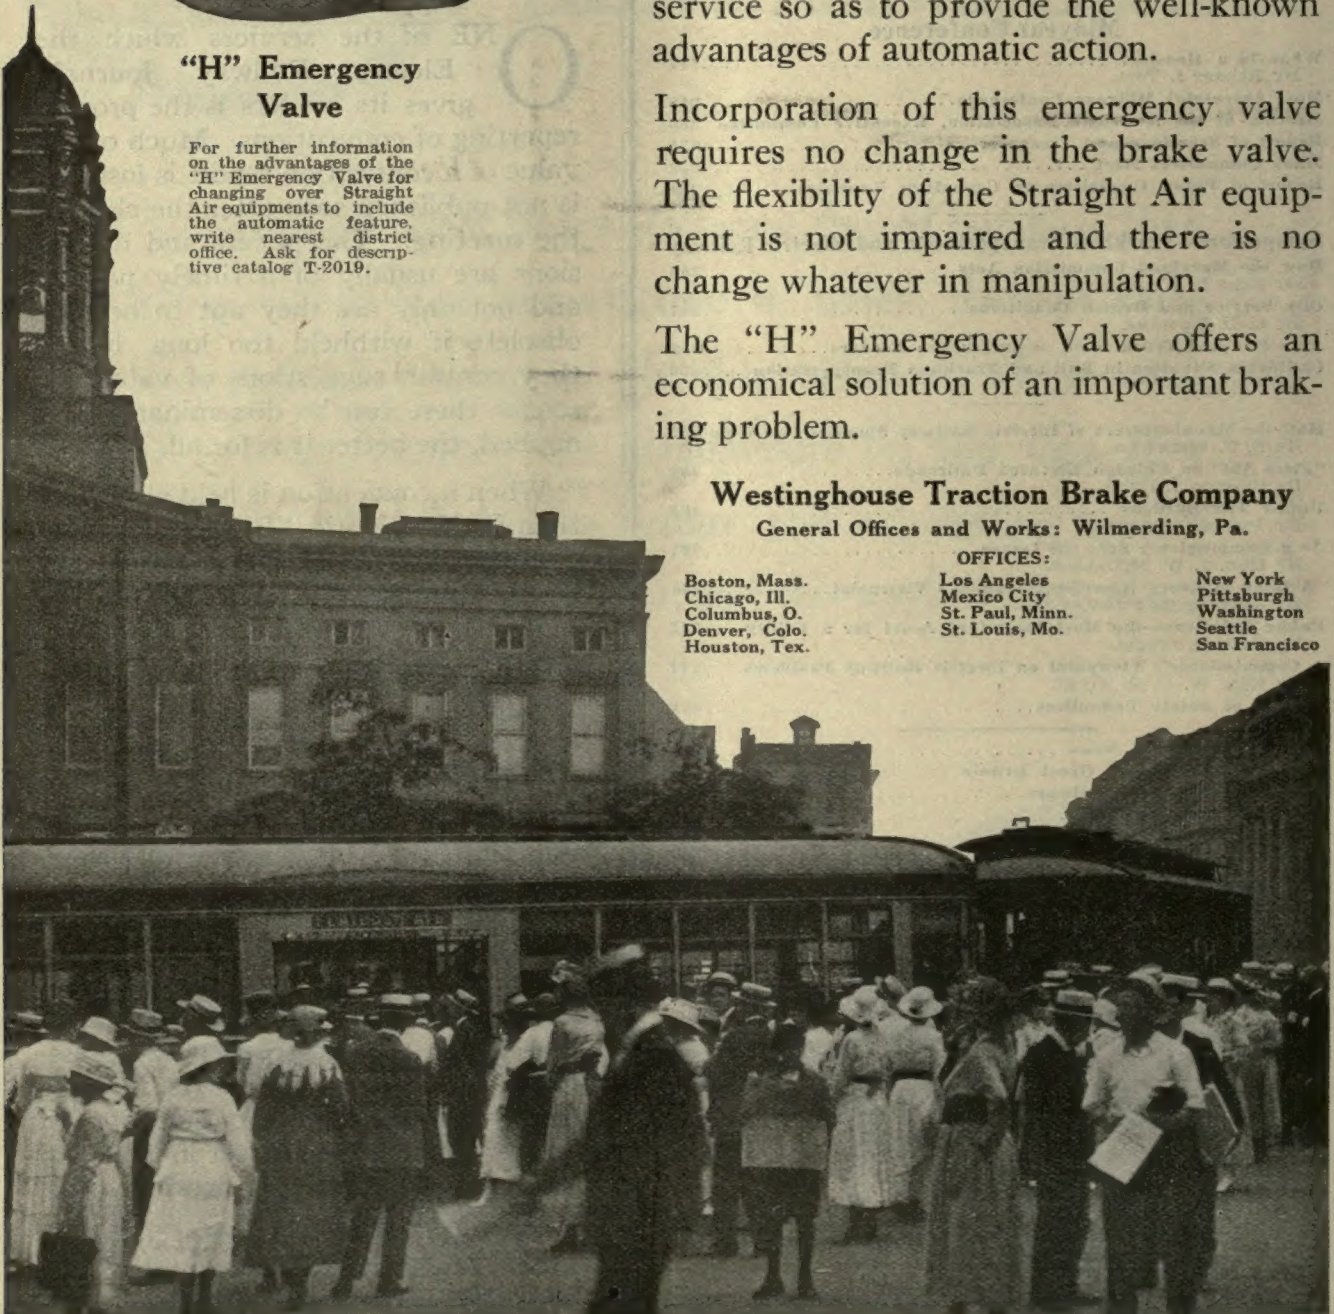 "H" Emergency
Valve
For further information
on the advantages of the
"H" Emergency Valve for
changing over Straight
Air equipments to include
the automatic feature,
write nearest district
office. Ask for descrip-
tive catalog T-2019.
service so as to provide the well-known
advantages of automatic action.
Incorporation of this emergency valve
requires no change in the brake valve.
The flexibility of the Straight Air equip-
ment is not impaired and there is no
change whatever in manipulation.
The "H" Emergency Valve offers an
economical solution of an important brak-
ing problem.
Westinghouse Traction Brake Company
General Offices and Works: Wilmerding, Pa.
OFFICES:
Boston, Mass.
Chicago, Ill.
Columbus, O.
Denver, Colo.
Houston, Tex.
Los Angeles
Mexico City
St. Paul, Minn.
St. Louis, Mo.
New York
Pittsburgh
Washington
Seattle
San Francisco